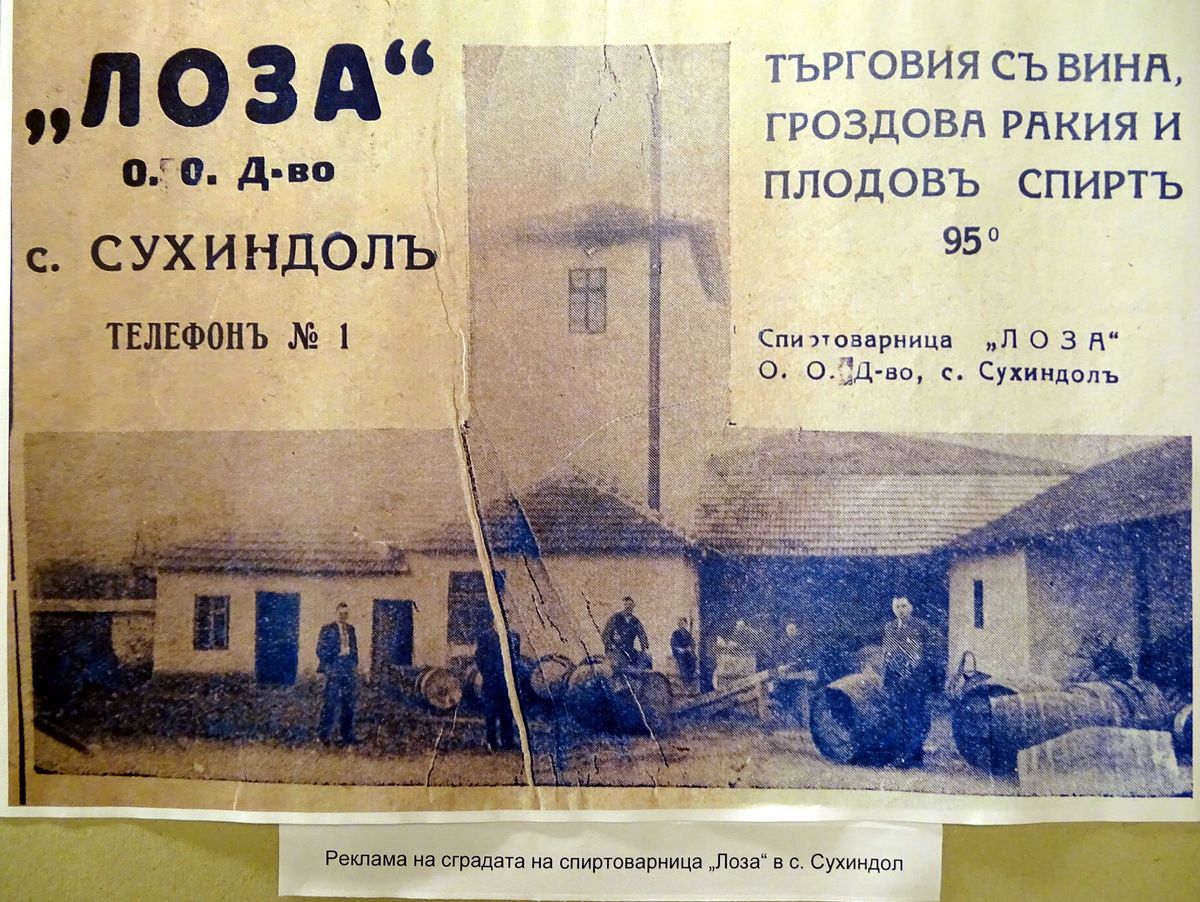 „ЛОЗА“
О. О. Д-во
с. СУХИНДОЛЪ
ТЕЛЕФОНЪ № 1
ТЪРГОВИЯ СЪ ВИНА,
ГРОЗДОВА РАКИЯ И
ПЛОДОВЪ СПИРТЪ
95°
Спиртоварница „ЛОЗА“
О. О. Д-во, с. Сухиндолъ
Реклама на сградата на спиртоварница „Лоза“ в с. Сухиндол